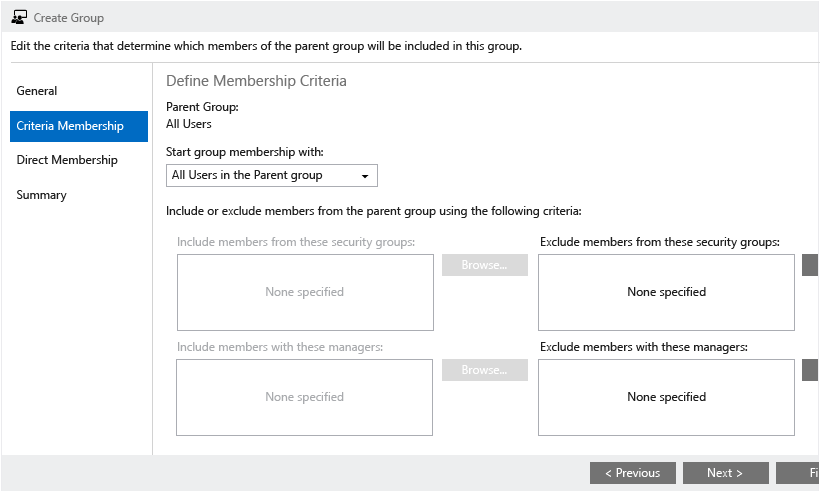 Create Group
Edit the criteria that determine which members of the parent group will be included in this group.
General
Criteria Membership
Direct Membership
Summary
Define Membership Criteria
Parent Group:
All Users
Start group membership with:
All Users in the Parent group
Include or exclude members from the parent group using the following criteria:
Include members from these security groups:
Browse...
Exclude members from these security groups:
None specified
None specified
Include members with these managers:
Browse...
Exclude members with these managers:
None specified
None specified
< Previous
Next >
Fi